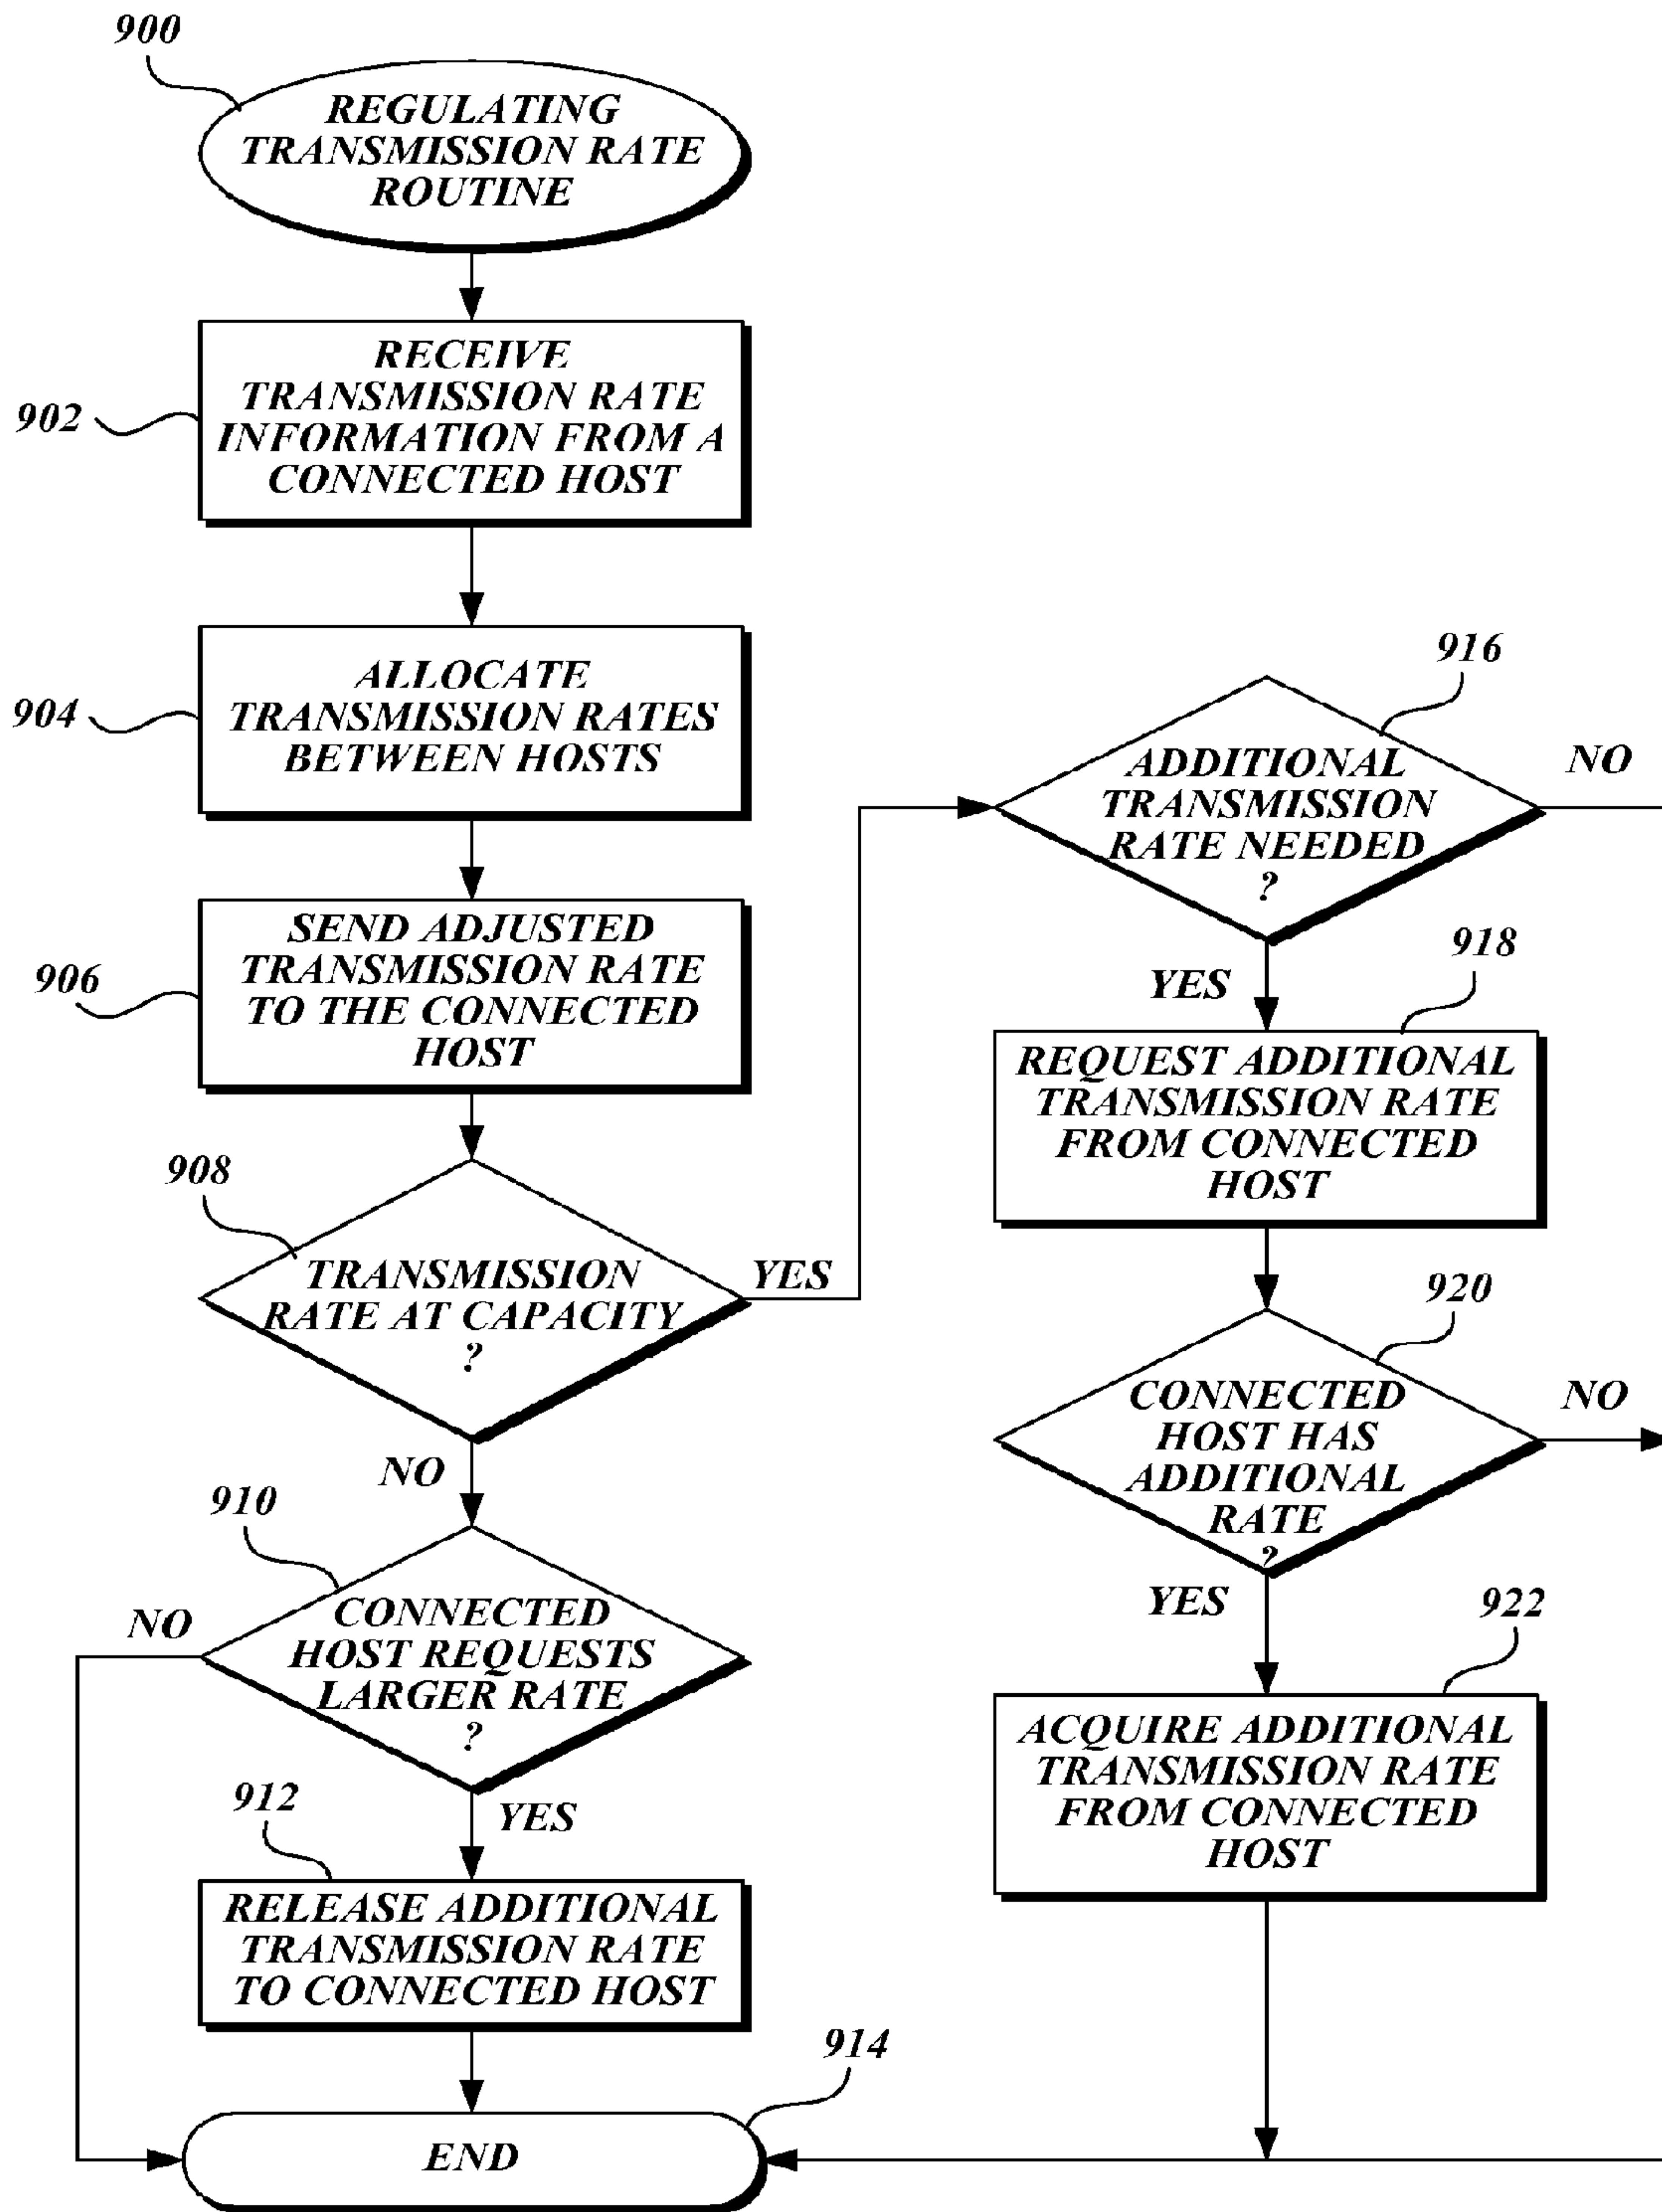 900
REGULATING
TRANSMISSION RATE
ROUTINE
902
RECEIVE
TRANSMISSION RATE
INFORMATION FROM A
CONNECTED HOST
904
ALLOCATE
TRANSMISSION RATES
BETWEEN HOSTS
906
SEND ADJUSTED
TRANSMISSION RATE
TO THE CONNECTED
HOST
908
TRANSMISSION
RATE AT CAPACITY
?
YES
NO
910
CONNECTED
HOST REQUESTS
LARGER RATE
?
NO
YES
912
RELEASE ADDITIONAL
TRANSMISSION RATE
TO CONNECTED HOST
914
END
916
ADDITIONAL
TRANSMISSION
RATE NEEDED
?
NO
YES
918
REQUEST ADDITIONAL
TRANSMISSION RATE
FROM CONNECTED
HOST
920
CONNECTED
HOST HAS
ADDITIONAL
RATE
?
NO
YES
922
ACQUIRE ADDITIONAL
TRANSMISSION RATE
FROM CONNECTED
HOST